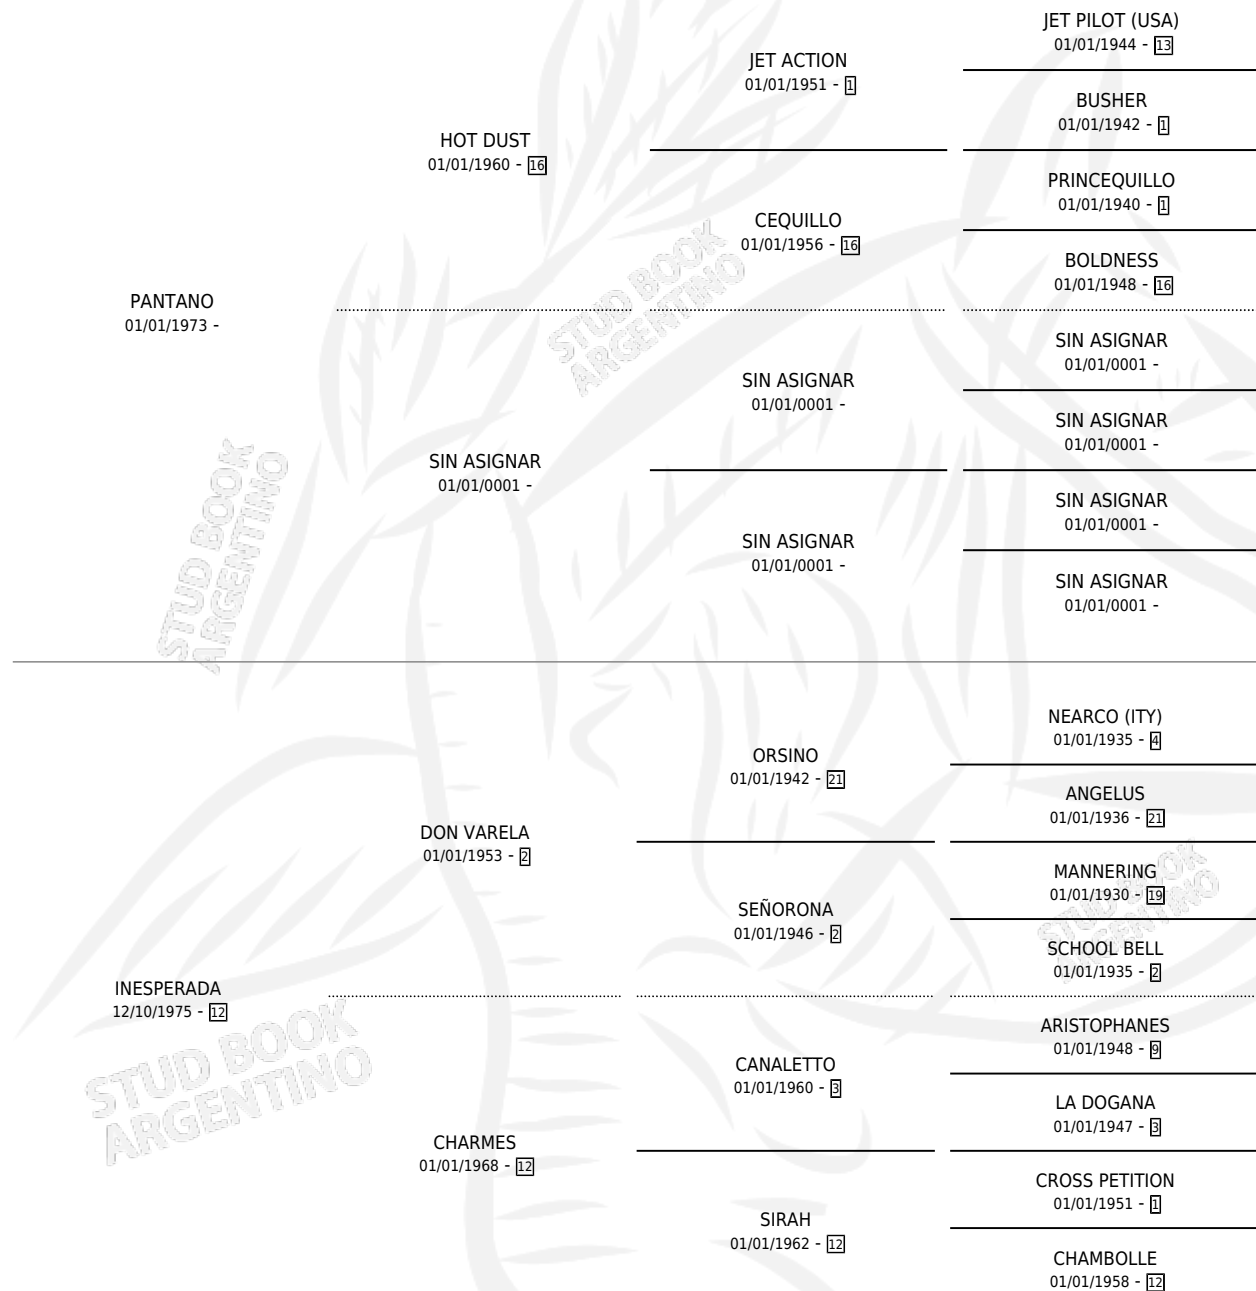 JET PILOT (USA)
01/01/1944 - 13
JET ACTION
01/01/1951 - 1
BUSHER
01/01/1942 - 1
HOT DUST
01/01/1960 - 16
PRINCEQUILLO
01/01/1940 - 1
CEQUILLO
01/01/1956 - 16
BOLDNESS
01/01/1948 - 16
PANTANO
01/01/1973 -
SIN ASIGNAR
01/01/0001 -
SIN ASIGNAR
01/01/0001 -
SIN ASIGNAR
01/01/0001 -
SIN ASIGNAR
01/01/0001 -
SIN ASIGNAR
01/01/0001 -
SIN ASIGNAR
01/01/0001 -
SIN ASIGNAR
01/01/0001 -
STUD BOOK
ARGENTINO
STUD BOOK
ARGENTINO
NEARCO (ITY)
01/01/1935 - 4
ORSINO
01/01/1942 - 21
ANGELUS
01/01/1936 - 21
DON VARELA
01/01/1953 - 2
MANNERING
01/01/1930 - 19
SEÑORONA
01/01/1946 - 2
SCHOOL BELL
01/01/1935 - 2
INESPERADA
12/10/1975 - 12
ARISTOPHANES
01/01/1948 - 9
CANALETTO
01/01/1960 - 3
LA DOGANA
01/01/1947 - 3
CHARMES
01/01/1968 - 12
CROSS PETITION
01/01/1951 - 1
SIRAH
01/01/1962 - 12
CHAMBOLLE
01/01/1958 - 12
STUD BOOK
ARGENTINO
STUD BOOK
ARGENTINO